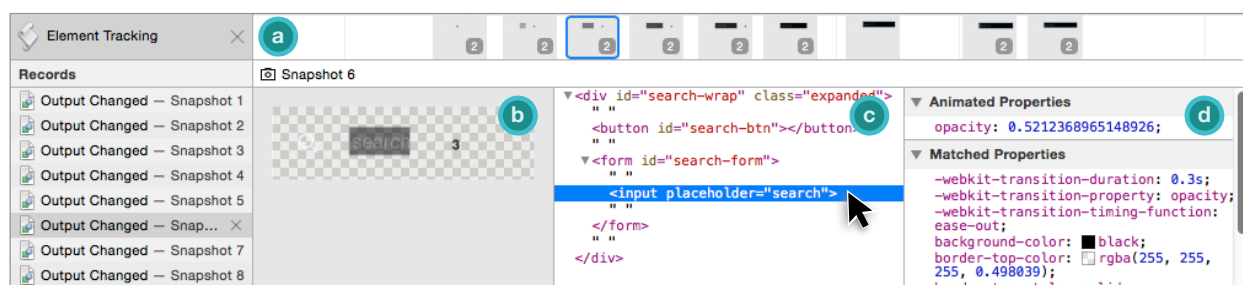 Element Tracking
a
2
2
2
2
2
2
2
2
Records
Snapshot 6
Output Changed — Snapshot 1
Output Changed — Snapshot 2
Output Changed — Snapshot 3
Output Changed — Snapshot 4
Output Changed — Snapshot 5
Output Changed — Snap...
Output Changed — Snapshot 7
Output Changed — Snapshot 8
b
search
3
c
<div id="search-wrap" class="expanded">
" "
<button id="search-btn"></button>
" "
<form id="search-form">
" "
<input placeholder="search">
" "
</form>
" "
</div>
d
Animated Properties
opacity: 0.5212368965148926;
Matched Properties
-webkit-transition-duration: 0.3s;
-webkit-transition-property: opacity;
-webkit-transition-timing-function:
ease-out;
background-color: black;
border-top-color: rgba(255, 255,
255, 0.498039);